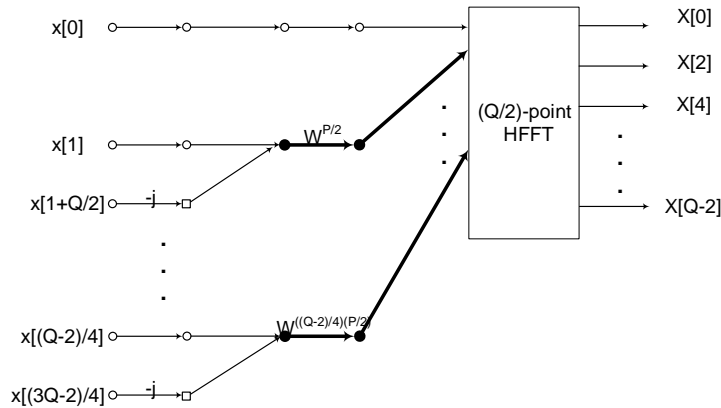 x[0]
X[0]
X[2]
X[4]
(Q/2)-point
HFFT
x[1]
W^{P/2}
x[1+Q/2]
-j
X[Q-2]
x[(Q-2)/4]
W^{((Q-2)/4)(P/2)}
x[(3Q-2)/4]
-j